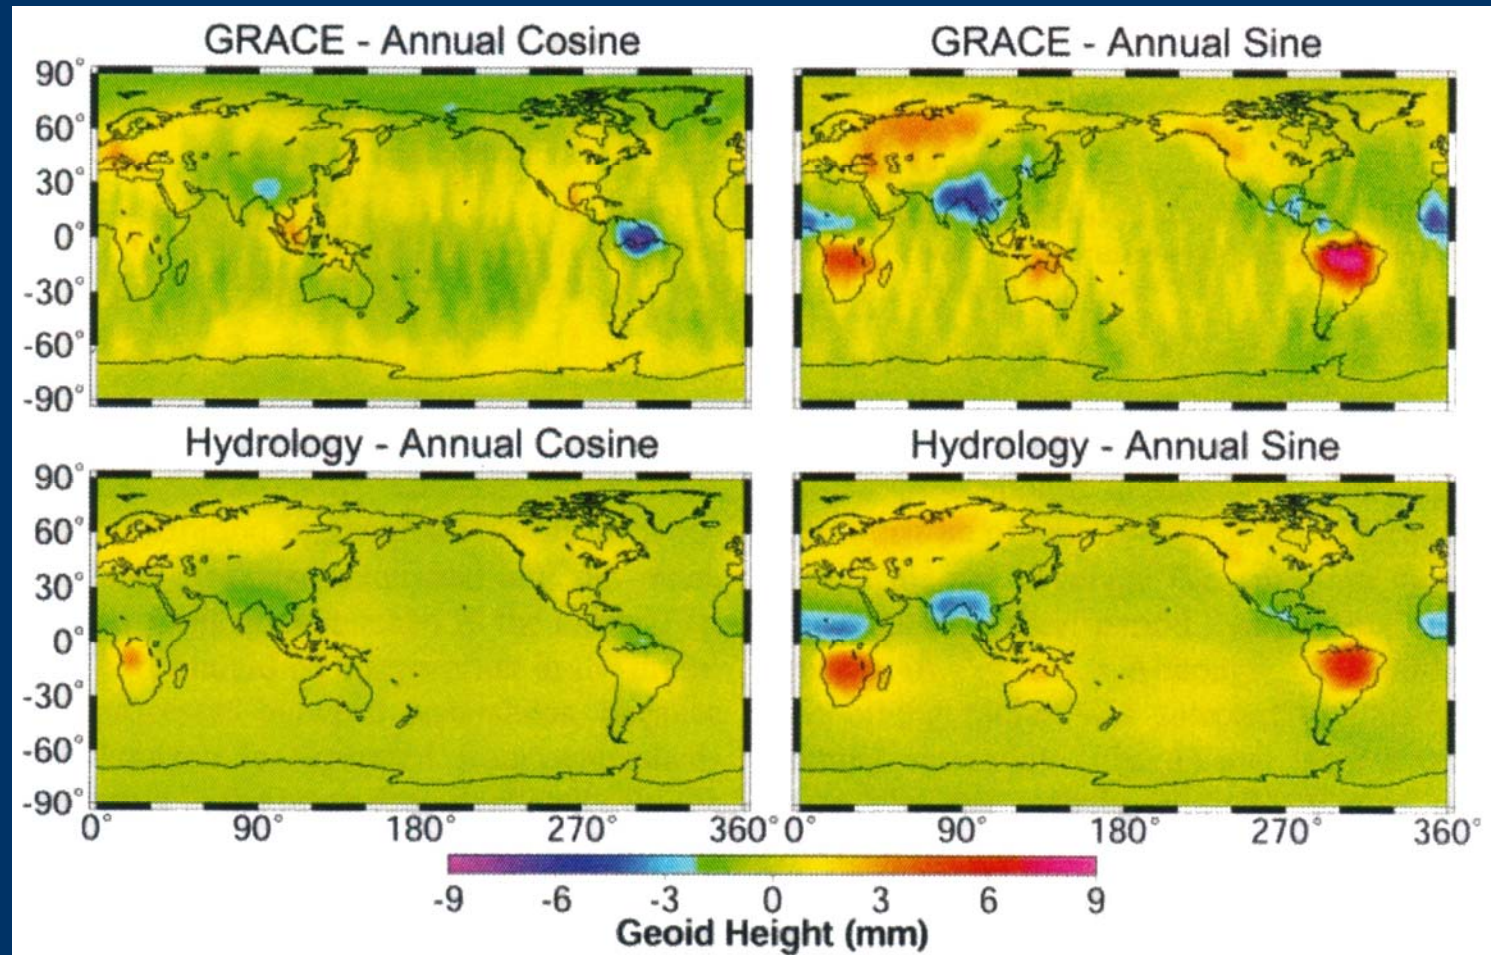 GRACE - Annual Cosine
GRACE - Annual Sine
90°
60°
30°
0°
-30°
-60°
-90°
Hydrology - Annual Cosine
Hydrology - Annual Sine
90°
60°
30°
0°
-30°
-60°
-90°
0° 90° 180° 270° 360° 0° 90° 180° 270° 360°
-9 -6 -3 0 3 6 9
Geoid Height (mm)